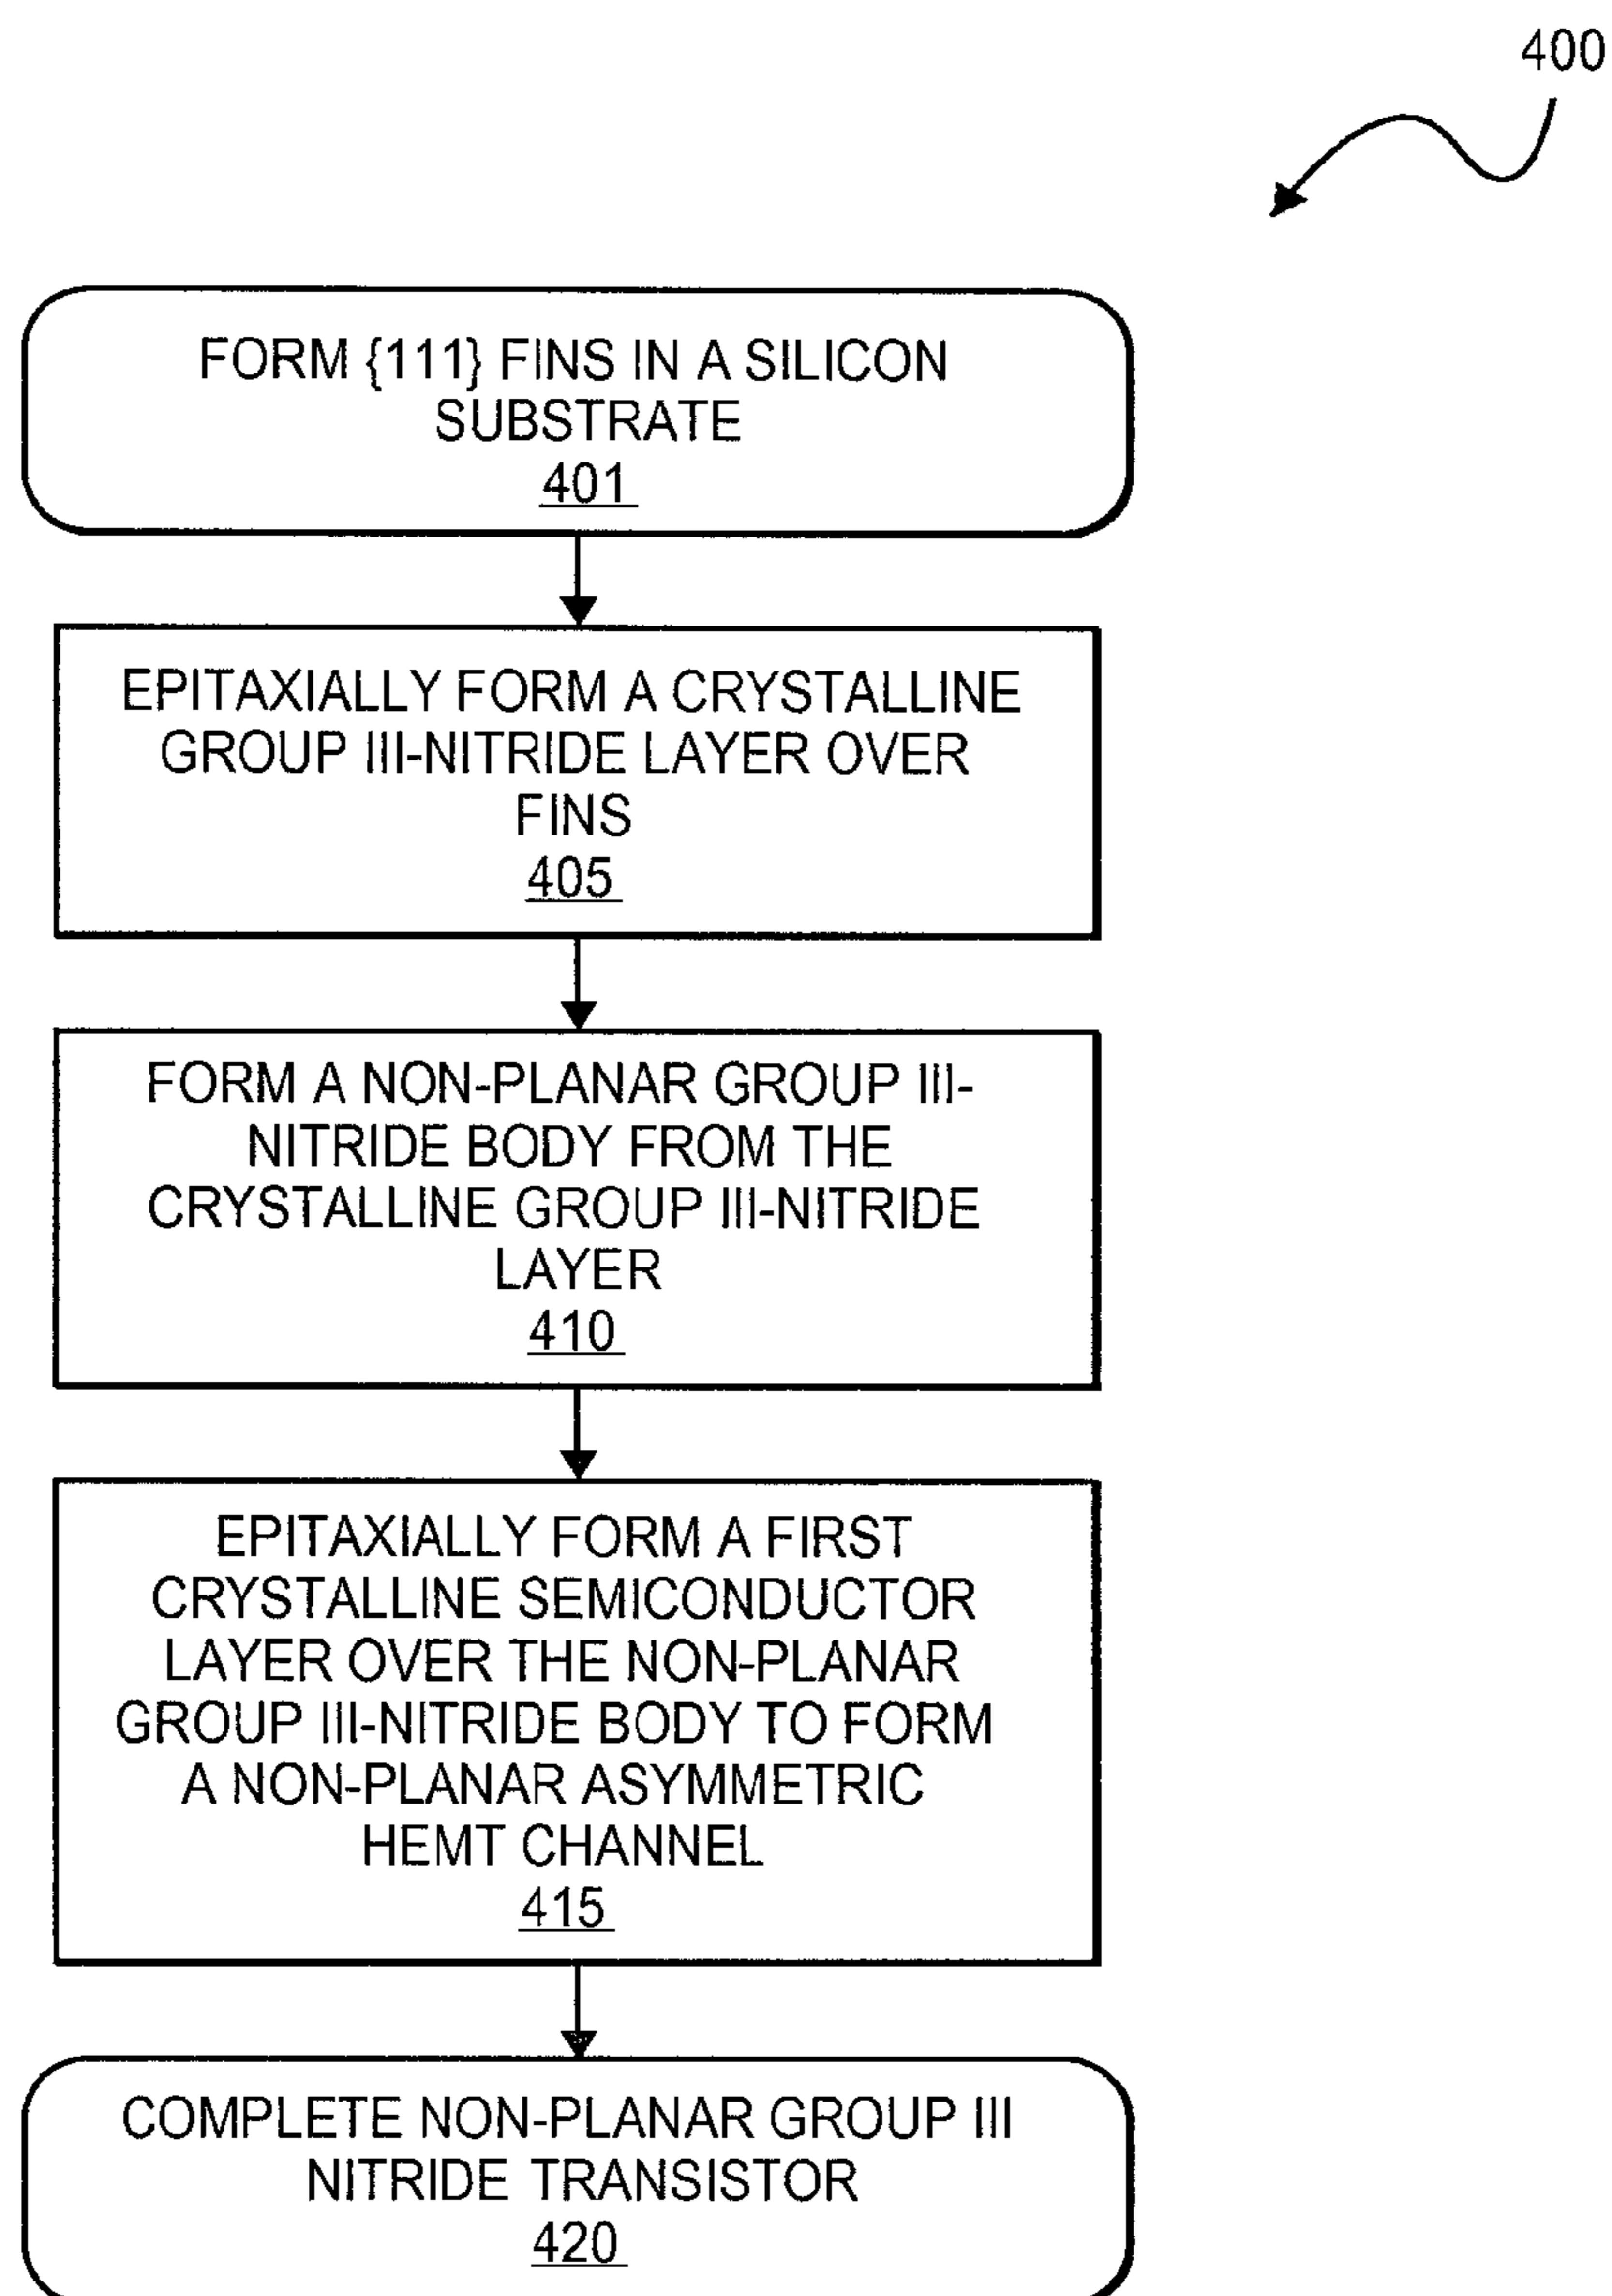 400
FORM {111} FINS IN A SILICON
SUBSTRATE
401
EPITAXIALLY FORM A CRYSTALLINE
GROUP III-NITRIDE LAYER OVER
FINS
405
FORM A NON-PLANAR GROUP III-
NITRIDE BODY FROM THE
CRYSTALLINE GROUP III-NITRIDE
LAYER
410
EPITAXIALLY FORM A FIRST
CRYSTALLINE SEMICONDUCTOR
LAYER OVER THE NON-PLANAR
GROUP III-NITRIDE BODY TO FORM
A NON-PLANAR ASYMMETRIC
HEMT CHANNEL
415
COMPLETE NON-PLANAR GROUP III
NITRIDE TRANSISTOR
420